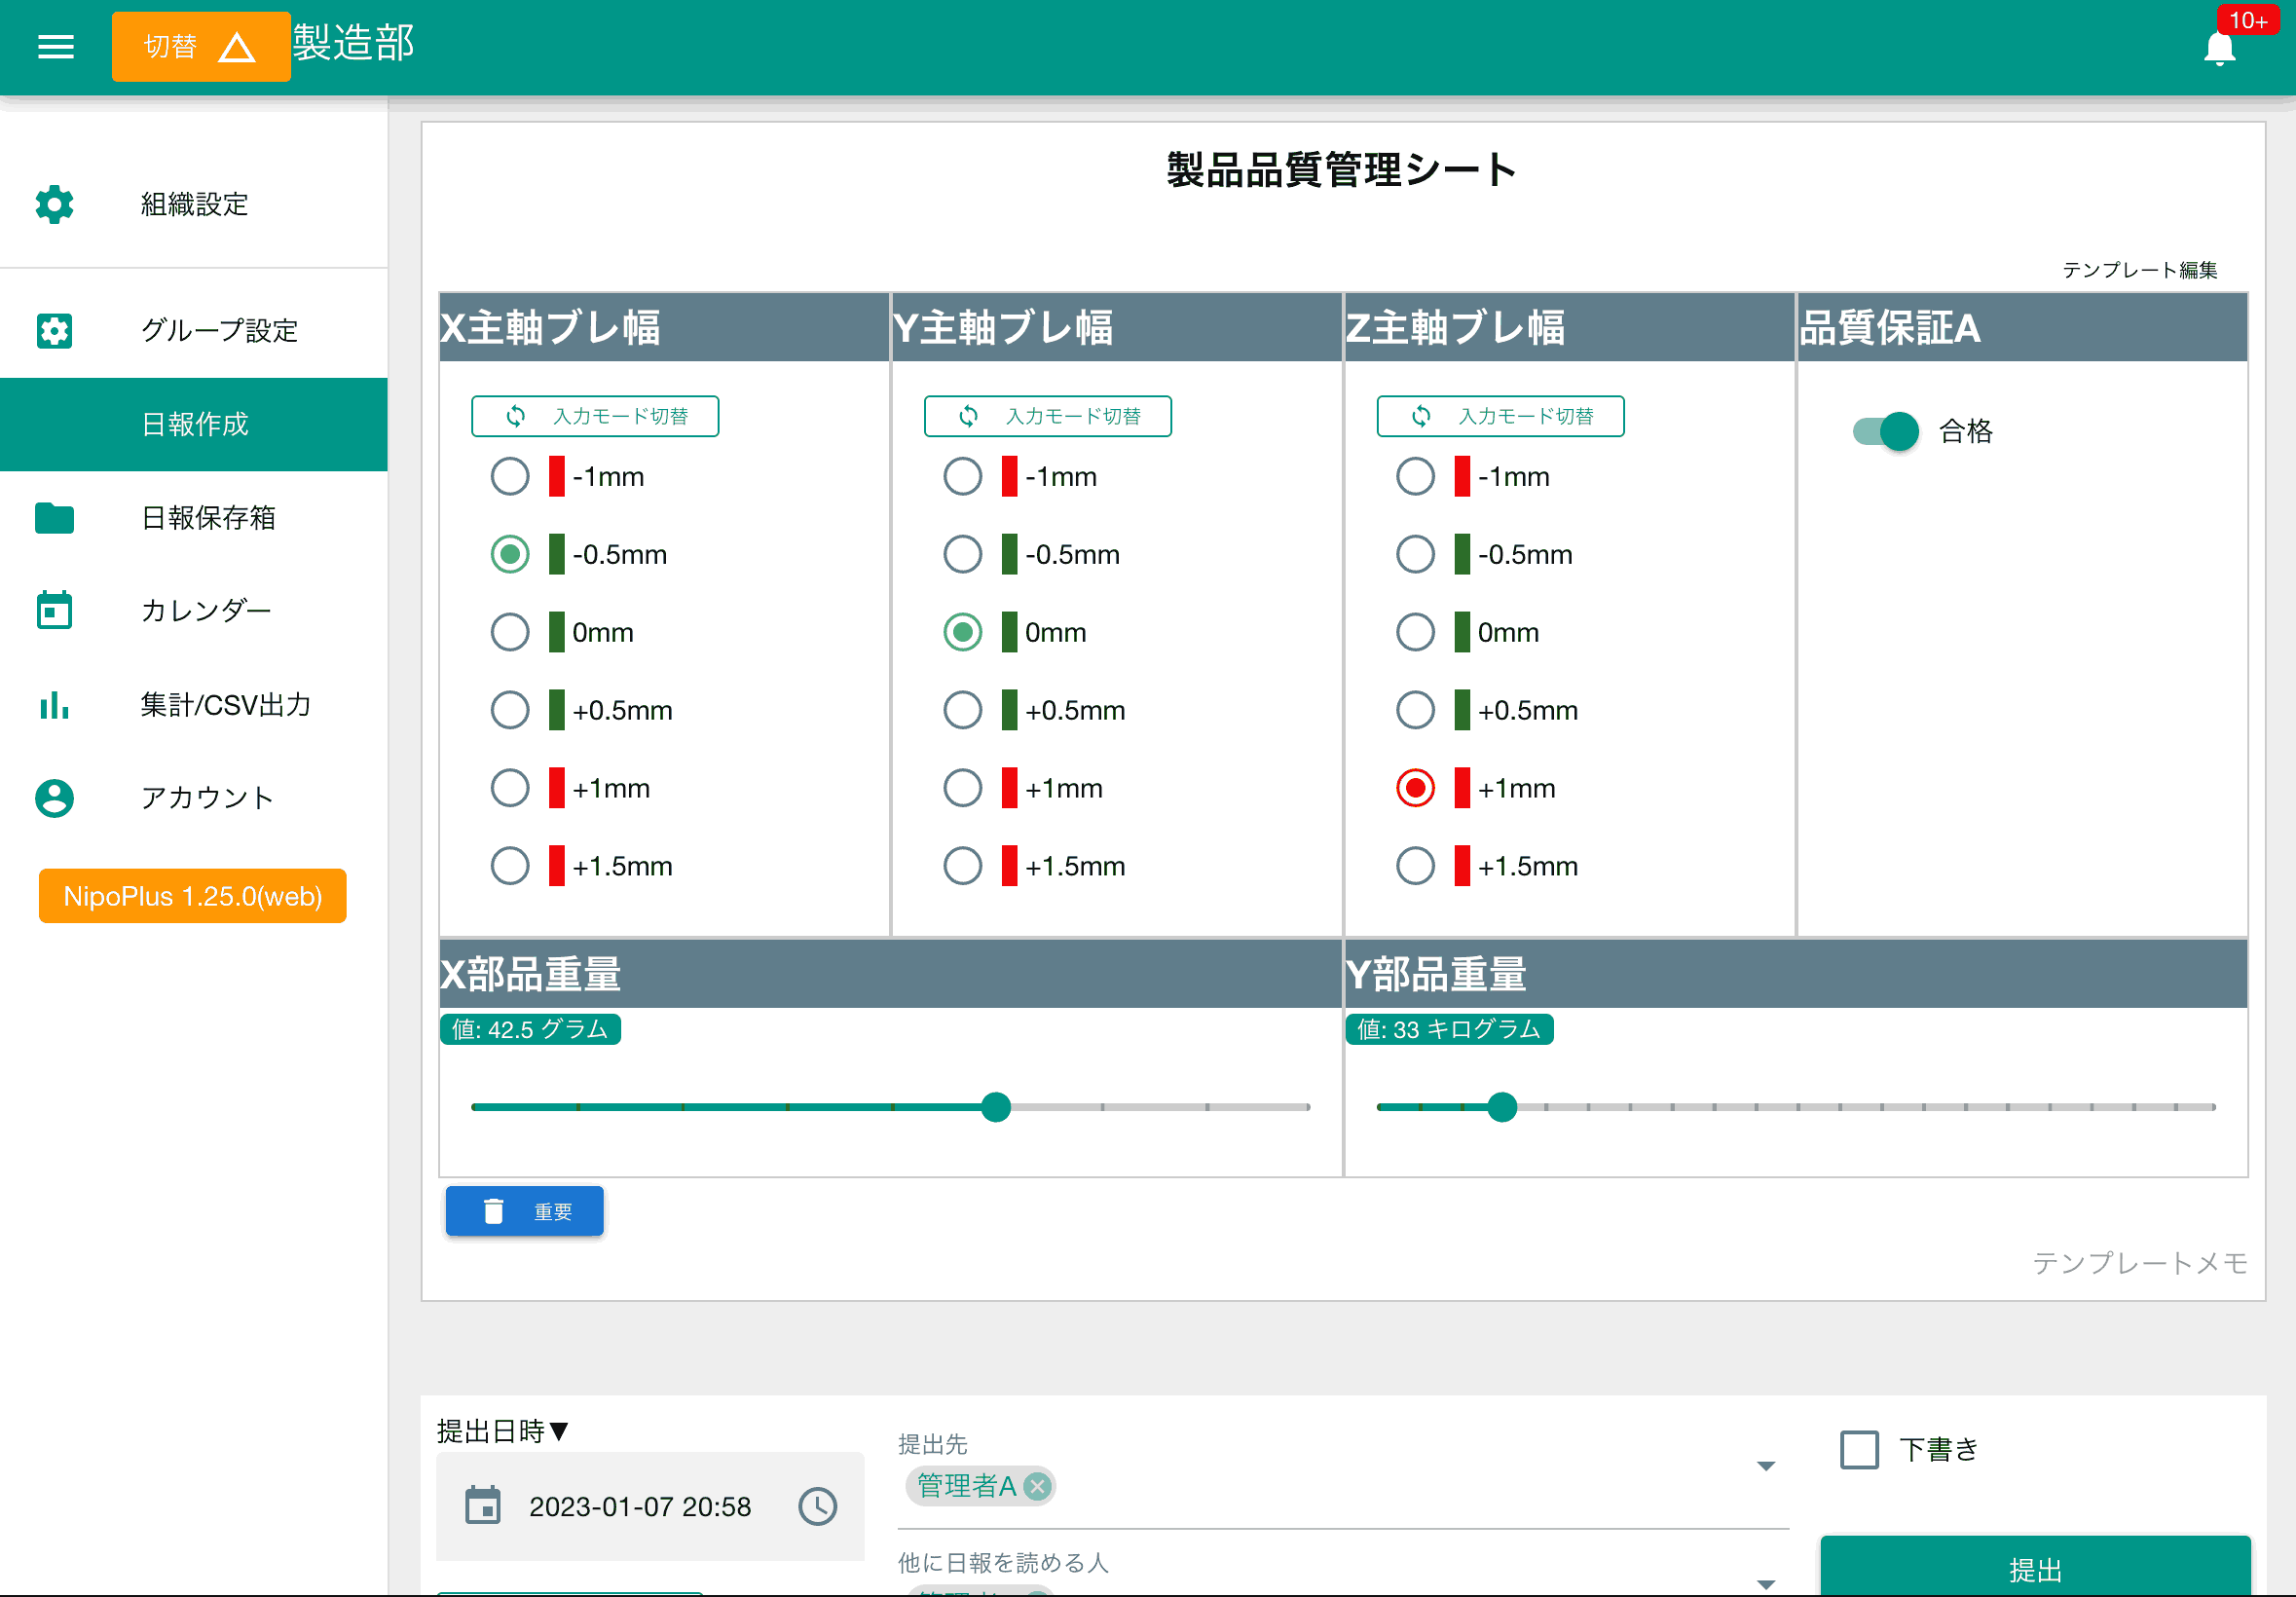 切替 製造部 10+
組織設定
グループ設定
日報作成
日報保存箱
カレンダー
集計/CSV出力
アカウント
NipoPlus 1.25.0(web)
製品品質管理シート
テンプレート編集
X主軸ブレ幅 Y主軸ブレ幅 Z主軸ブレ幅 品質保証A
入力モード切替 入力モード切替 入力モード切替 合格
-1mm -1mm -1mm
-0.5mm -0.5mm -0.5mm
0mm 0mm 0mm
+0.5mm +0.5mm +0.5mm
+1mm +1mm +1mm
+1.5mm +1.5mm +1.5mm
X部品重量 Y部品重量
値: 42.5 グラム 値: 33 キログラム
重要
テンプレートメモ
提出日時▼
2023-01-07 20:58
提出先
管理者A
他に日報を読める人
下書き
提出